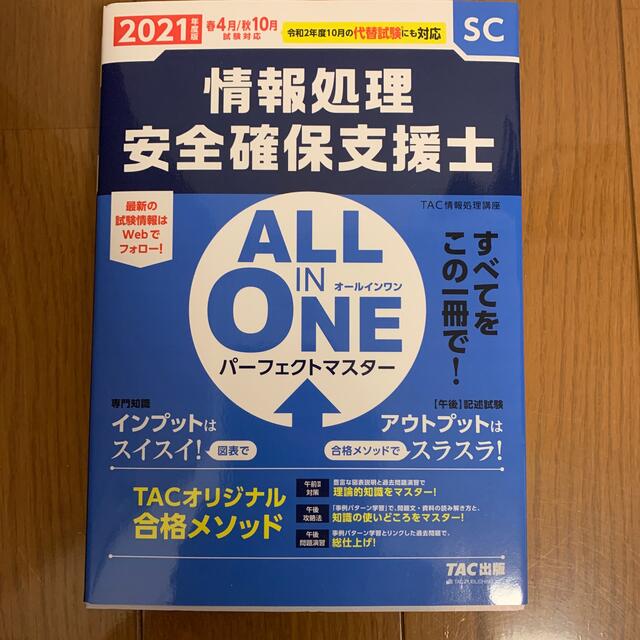 2021年度版
春4月/秋10月
試験対応
令和2年度10月の代替試験にも対応
SC
情報処理
安全確保支援士
TAC情報処理講座
最新の
試験情報は
Webで
フォロー!
ALL
IN
オールインワン
ONE
パーフェクトマスター
すべてを
この一冊で!
専門知識
インプットは
スイスイ! 図表で
【午後】記述試験
アウトプットは
合格メソッドで スラスラ!
TACオリジナル
合格メソッド
午前Ⅱ
対策
豊富な図表説明と過去問題演習で
理論的知識をマスター!
午後
攻略法
「事例パターン学習」で、問題文・資料の読み解き方と、
知識の使いどころをマスター!
午後
問題演習
事例パターン学習とリンクした過去問題で、
総仕上げ!
TAC出版
TAC PUBLISHING